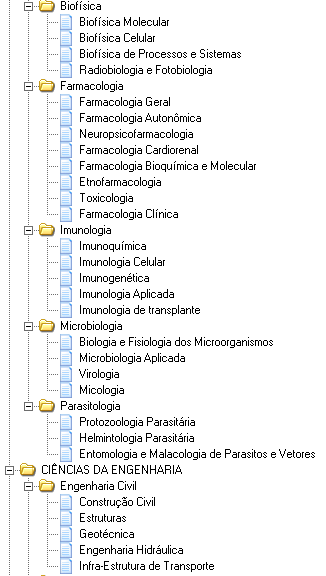 Biofísica
Biofísica Molecular
Biofísica Celular
Biofísica de Processos e Sistemas
Radiobiologia e Fotobiologia
Farmacologia
Farmacologia Geral
Farmacologia Autonômica
Neuropsicofarmacologia
Farmacologia Cardiorenal
Farmacologia Bioquímica e Molecular
Etnofarmacologia
Toxicologia
Farmacologia Clínica
Imunologia
Imunoquímica
Imunologia Celular
Imunogenética
Imunologia Aplicada
Imunologia de transplante
Microbiologia
Biologia e Fisiologia dos Microorganismos
Microbiologia Aplicada
Virologia
Micologia
Parasitologia
Protozoologia Parasitária
Helmintologia Parasitária
Entomologia e Malacologia de Parasitos e Vetores
CIÊNCIAS DA ENGENHARIA
Engenharia Civil
Construção Civil
Estruturas
Geotécnica
Engenharia Hidráulica
Infra-Estrutura de Transporte